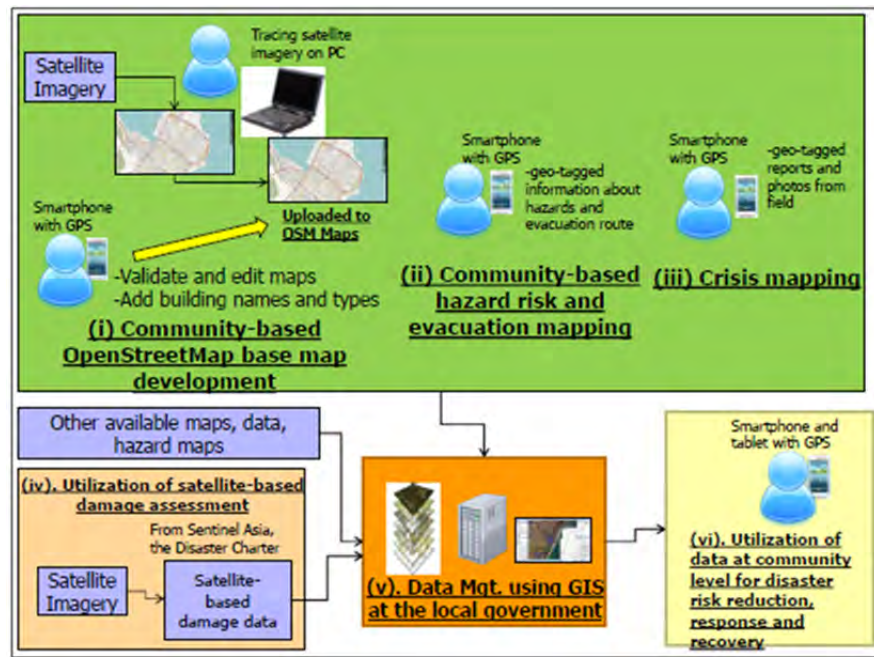 Tracing satellite
imagery on PC
Satellite
Imagery
Uploaded to
OSM Maps
Smartphone
with GPS
-Validate and edit maps
-Add building names and types
(i) Community-based
OpenStreetMap base map
development
Smartphone
with GPS
-geo-tagged
information about
hazards and
evacuation route
(ii) Community-based
hazard risk and
evacuation mapping
Smartphone
with GPS
-geo-tagged
reports and
photos from
field
(iii) Crisis mapping
Other available maps, data,
hazard maps
(iv). Utilization of satellite-based
damage assessment
From Sentinel Asia,
the Disaster Charter
Satellite
Imagery
Satellite-
based
damage data
(v). Data Mgt. using GIS
at the local government
Smartphone and
tablet with GPS
(vi). Utilization of
data at community
level for disaster
risk reduction,
response and
recovery